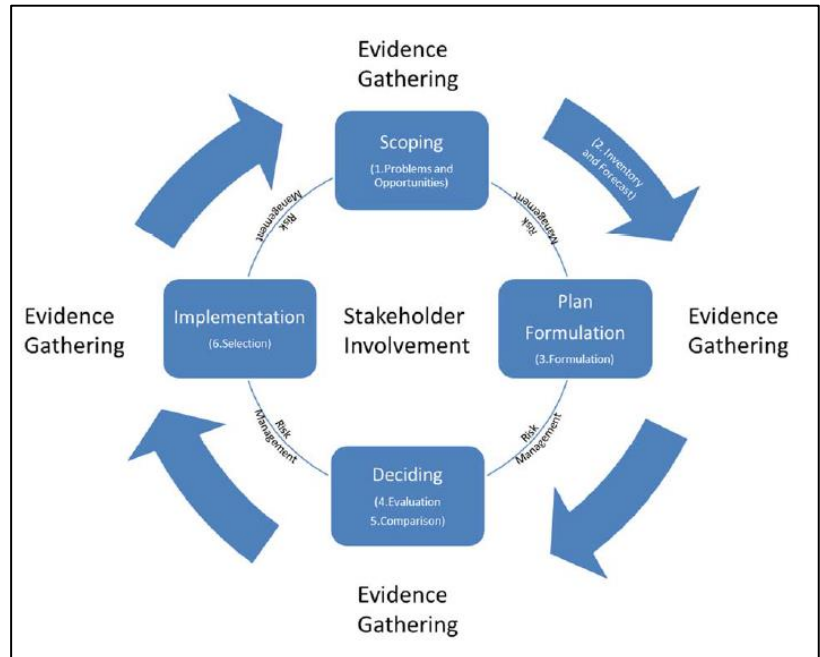 Evidence
Gathering
Scoping
(1.Problems and
Opportunities)
(2. Inventory
and Forecast)
Risk
Management
Risk
Management
Evidence
Gathering
Implementation
(6.Selection)
Stakeholder
Involvement
Plan
Formulation
(3.Formulation)
Evidence
Gathering
Risk
Management
Risk
Management
Deciding
(4.Evaluation
5.Comparison)
Evidence
Gathering